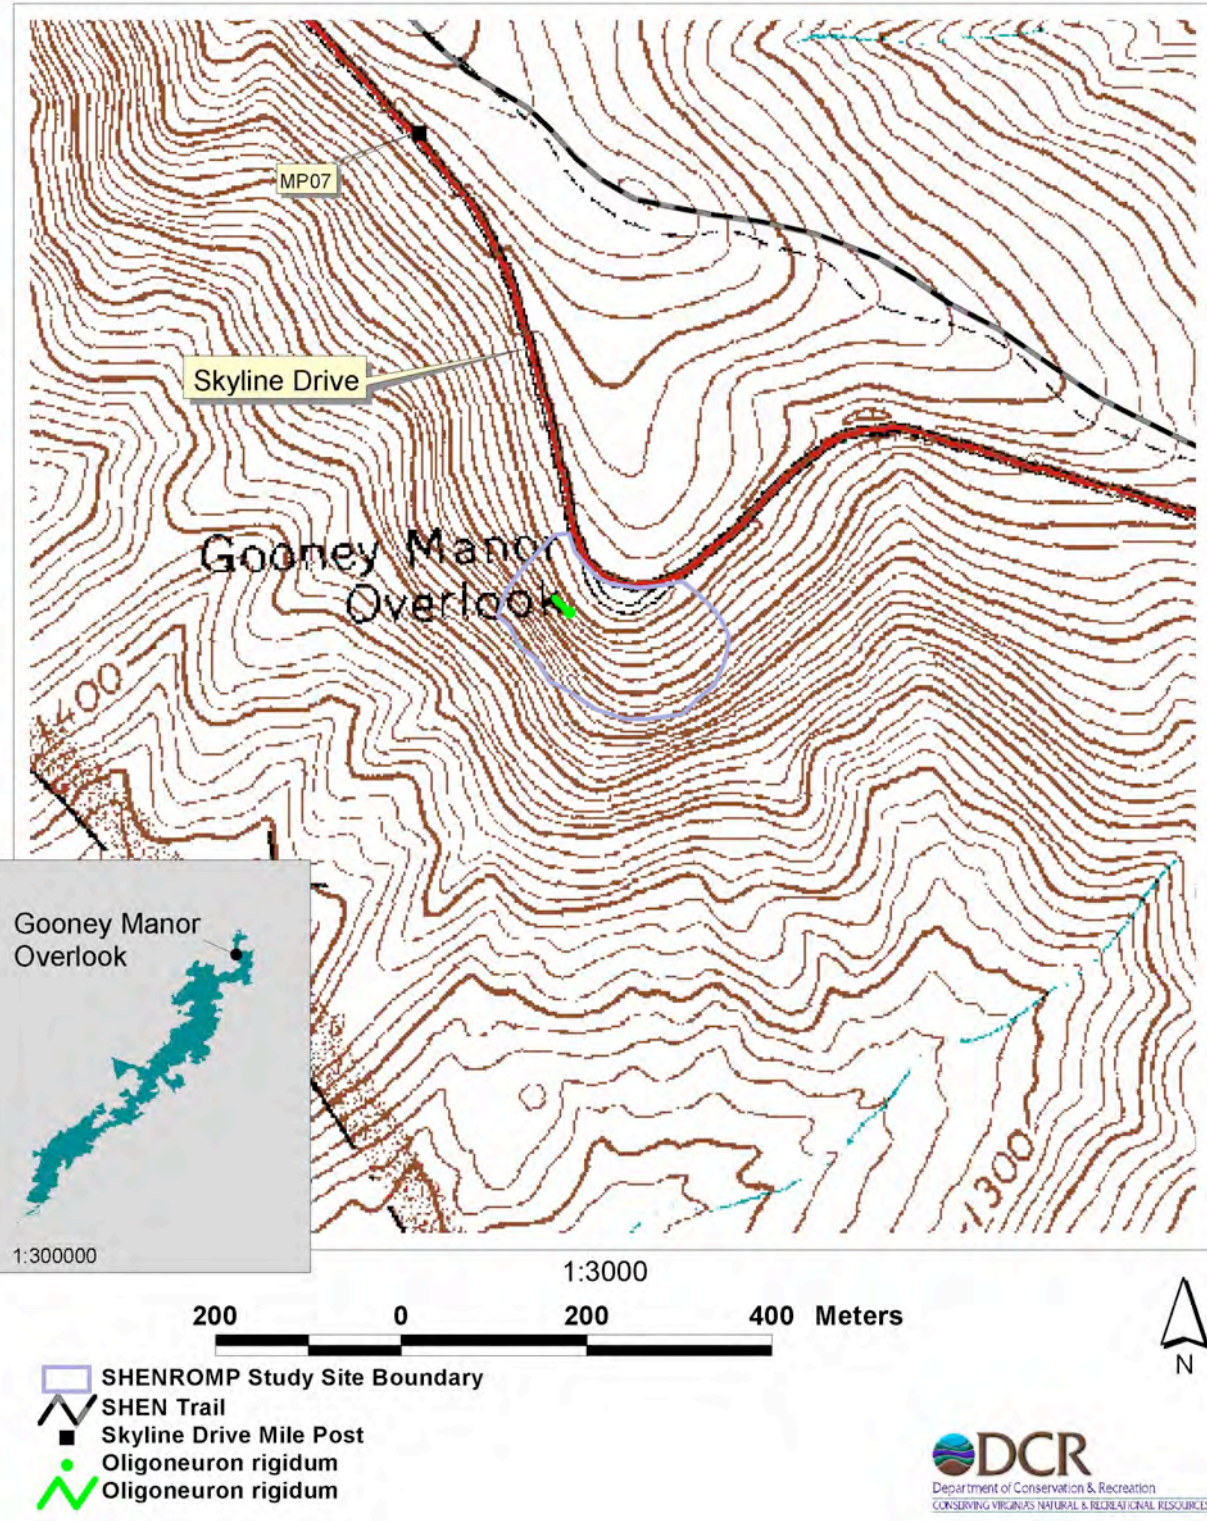 MP07
Skyline Drive
Gooney Manor
Overlook
400
Gooney Manor
Overlook
1:300000
1300
1:3000
200 0 200 400 Meters
N
SHENROMP Study Site Boundary
SHEN Trail
Skyline Drive Mile Post
Oligoneuron rigidum
Oligoneuron rigidum
DCR
Department of Conservation & Recreation
CONSERVING VIRGINIA'S NATURAL & RECREATIONAL RESOURCES